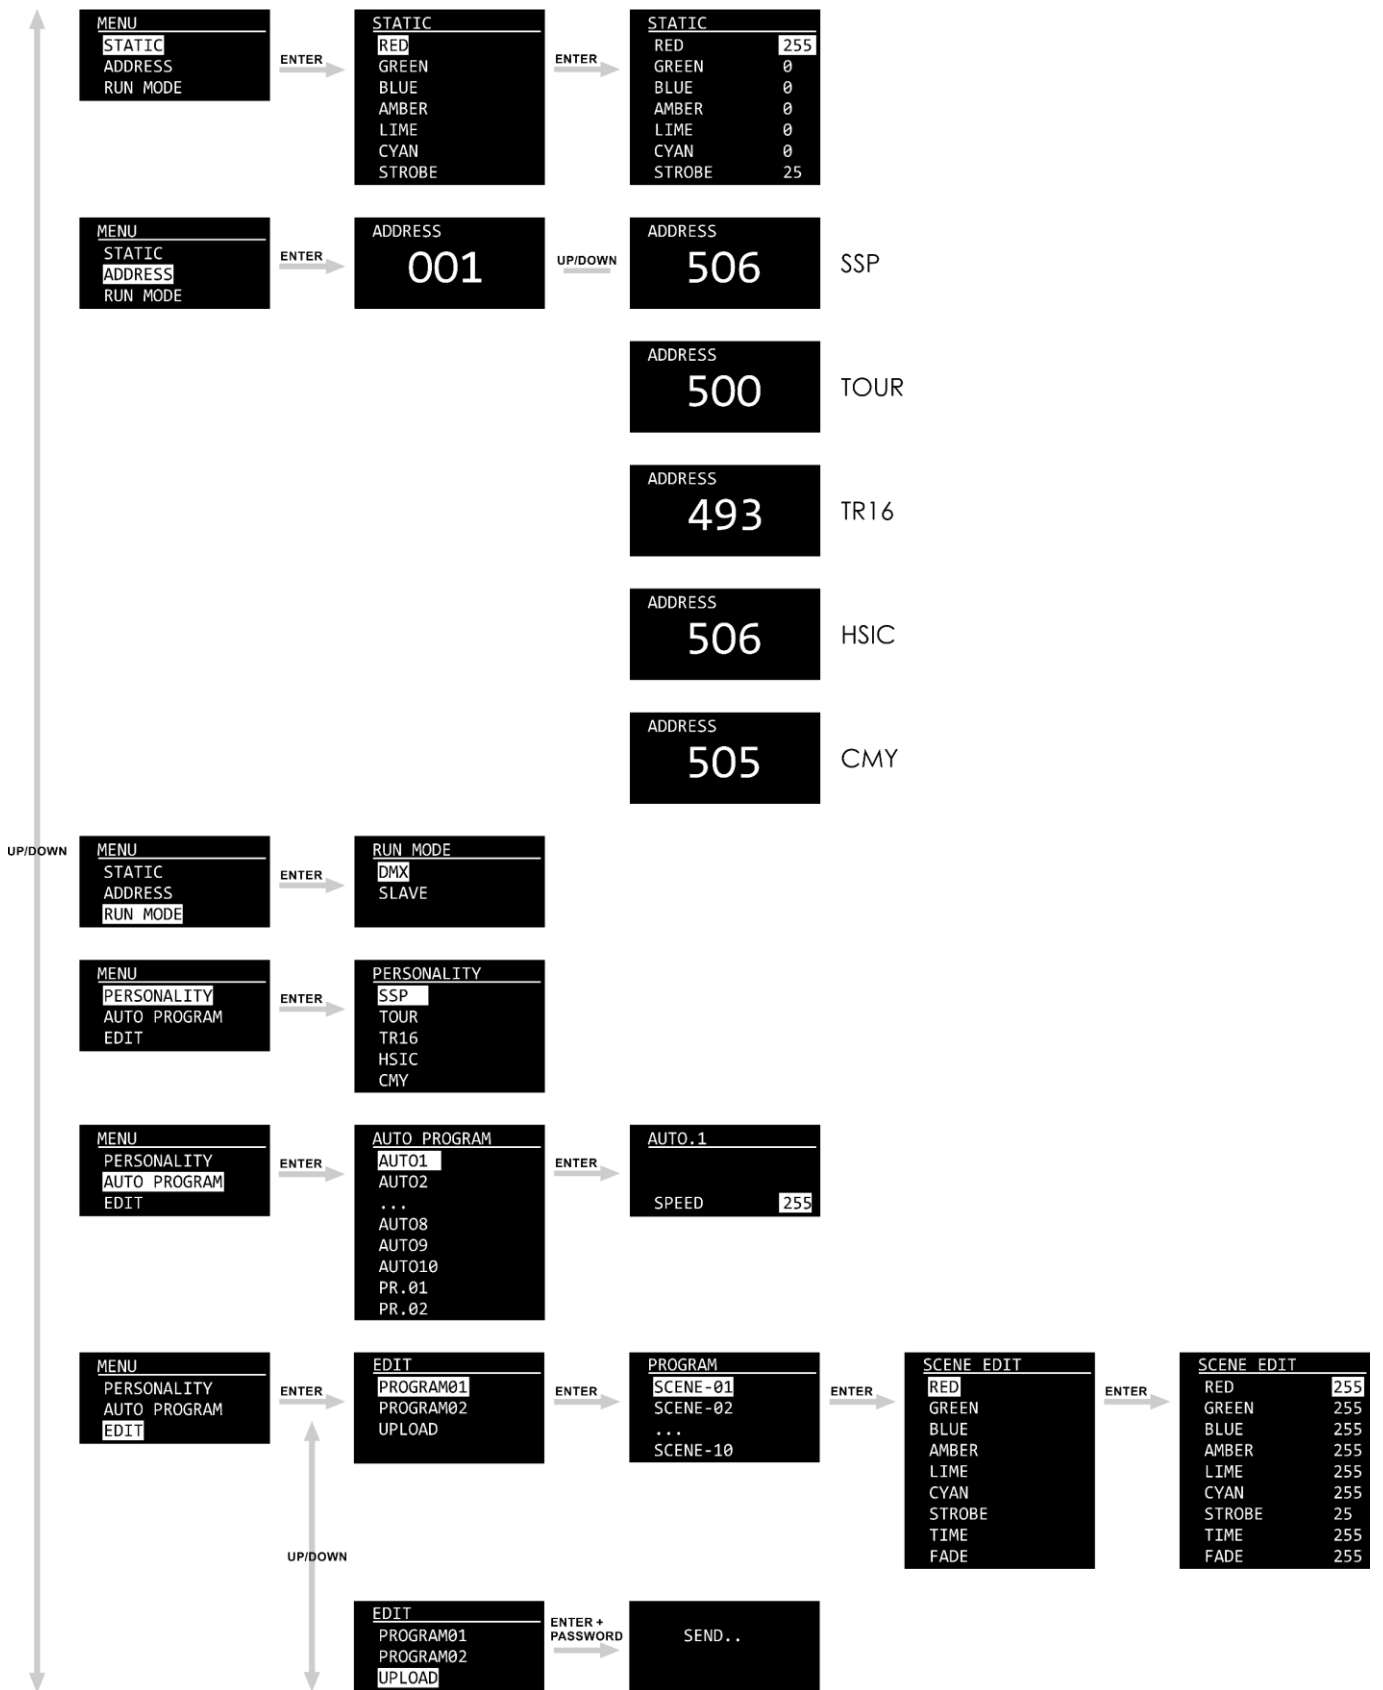 MENU
STATIC
ADDRESS
RUN MODE
ENTER
STATIC
RED
GREEN
BLUE
AMBER
LIME
CYAN
STROBE
ENTER
STATIC
RED 255
GREEN 0
BLUE 0
AMBER 0
LIME 0
CYAN 0
STROBE 25
MENU
STATIC
ADDRESS
RUN MODE
ENTER
ADDRESS
001
UP/DOWN
ADDRESS
506
SSP
ADDRESS
500
TOUR
ADDRESS
493
TR16
ADDRESS
506
HSIC
ADDRESS
505
CMY
UP/DOWN
MENU
STATIC
ADDRESS
RUN MODE
ENTER
RUN MODE
DMX
SLAVE
MENU
PERSONALITY
AUTO PROGRAM
EDIT
ENTER
PERSONALITY
SSP
TOUR
TR16
HSIC
CMY
MENU
PERSONALITY
AUTO PROGRAM
EDIT
ENTER
AUTO PROGRAM
AUTO1
AUTO2
...
AUTO8
AUTO9
AUTO10
PR.01
PR.02
ENTER
AUTO.1
SPEED 255
MENU
PERSONALITY
AUTO PROGRAM
EDIT
ENTER
EDIT
PROGRAM01
PROGRAM02
UPLOAD
ENTER
PROGRAM
SCENE-01
SCENE-02
...
SCENE-10
ENTER
SCENE EDIT
RED
GREEN
BLUE
AMBER
LIME
CYAN
STROBE
TIME
FADE
ENTER
SCENE EDIT
RED 255
GREEN 255
BLUE 255
AMBER 255
LIME 255
CYAN 255
STROBE 25
TIME 255
FADE 255
UP/DOWN
EDIT
PROGRAM01
PROGRAM02
UPLOAD
ENTER +
PASSWORD
SEND..